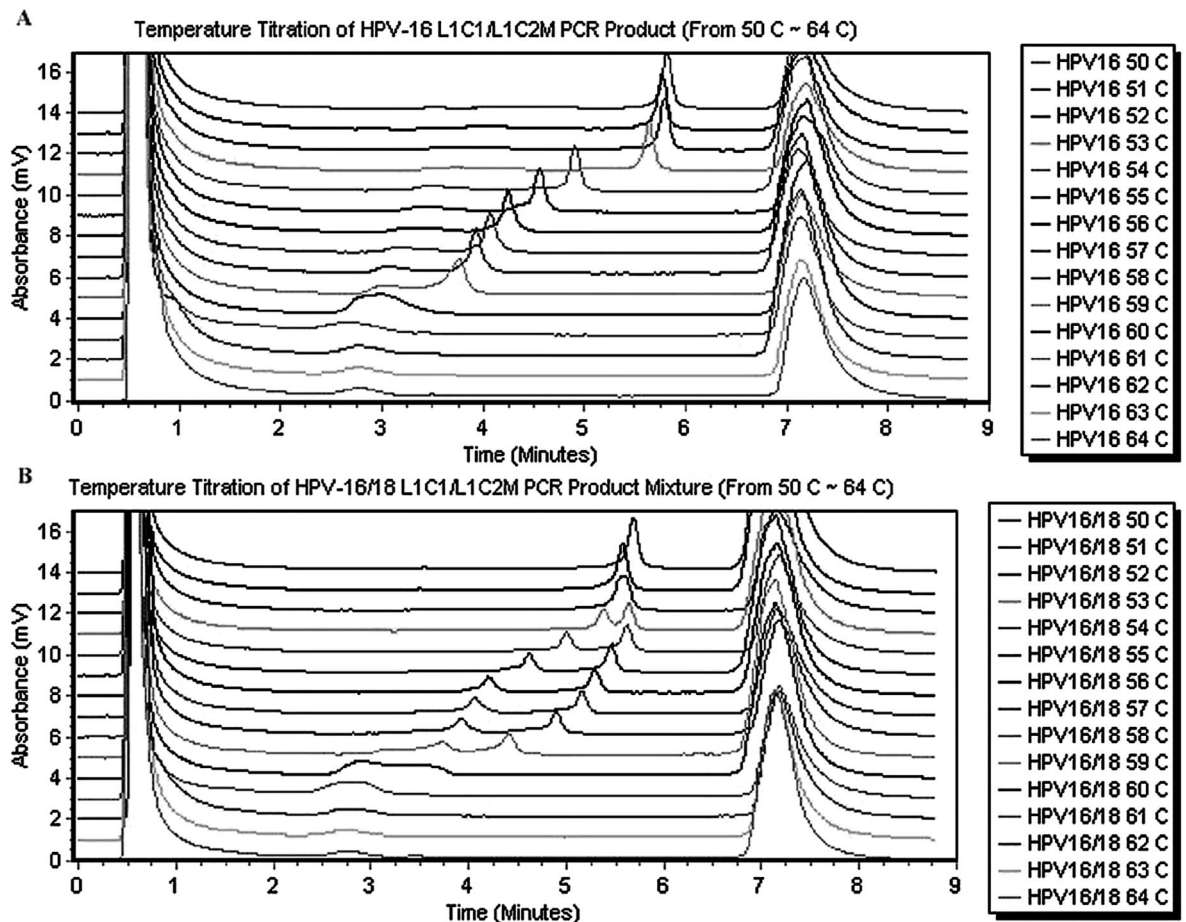 A
Temperature Titration of HPV-16 L1C1/L1C2M PCR Product (From 50 C ~ 64 C)
Absorbance (mV)
16
14
12
10
8
6
4
2
0
0 1 2 3 4 5 6 7 8 9
Time (Minutes)
HPV16 50 C
HPV16 51 C
HPV16 52 C
HPV16 53 C
HPV16 54 C
HPV16 55 C
HPV16 56 C
HPV16 57 C
HPV16 58 C
HPV16 59 C
HPV16 60 C
HPV16 61 C
HPV16 62 C
HPV16 63 C
HPV16 64 C
B
Temperature Titration of HPV-16/18 L1C1/L1C2M PCR Product Mixture (From 50 C ~ 64 C)
Absorbance (mV)
16
14
12
10
8
6
4
2
0
0 1 2 3 4 5 6 7 8 9
Time (Minutes)
HPV16/18 50 C
HPV16/18 51 C
HPV16/18 52 C
HPV16/18 53 C
HPV16/18 54 C
HPV16/18 55 C
HPV16/18 56 C
HPV16/18 57 C
HPV16/18 58 C
HPV16/18 59 C
HPV16/18 60 C
HPV16/18 61 C
HPV16/18 62 C
HPV16/18 63 C
HPV16/18 64 C